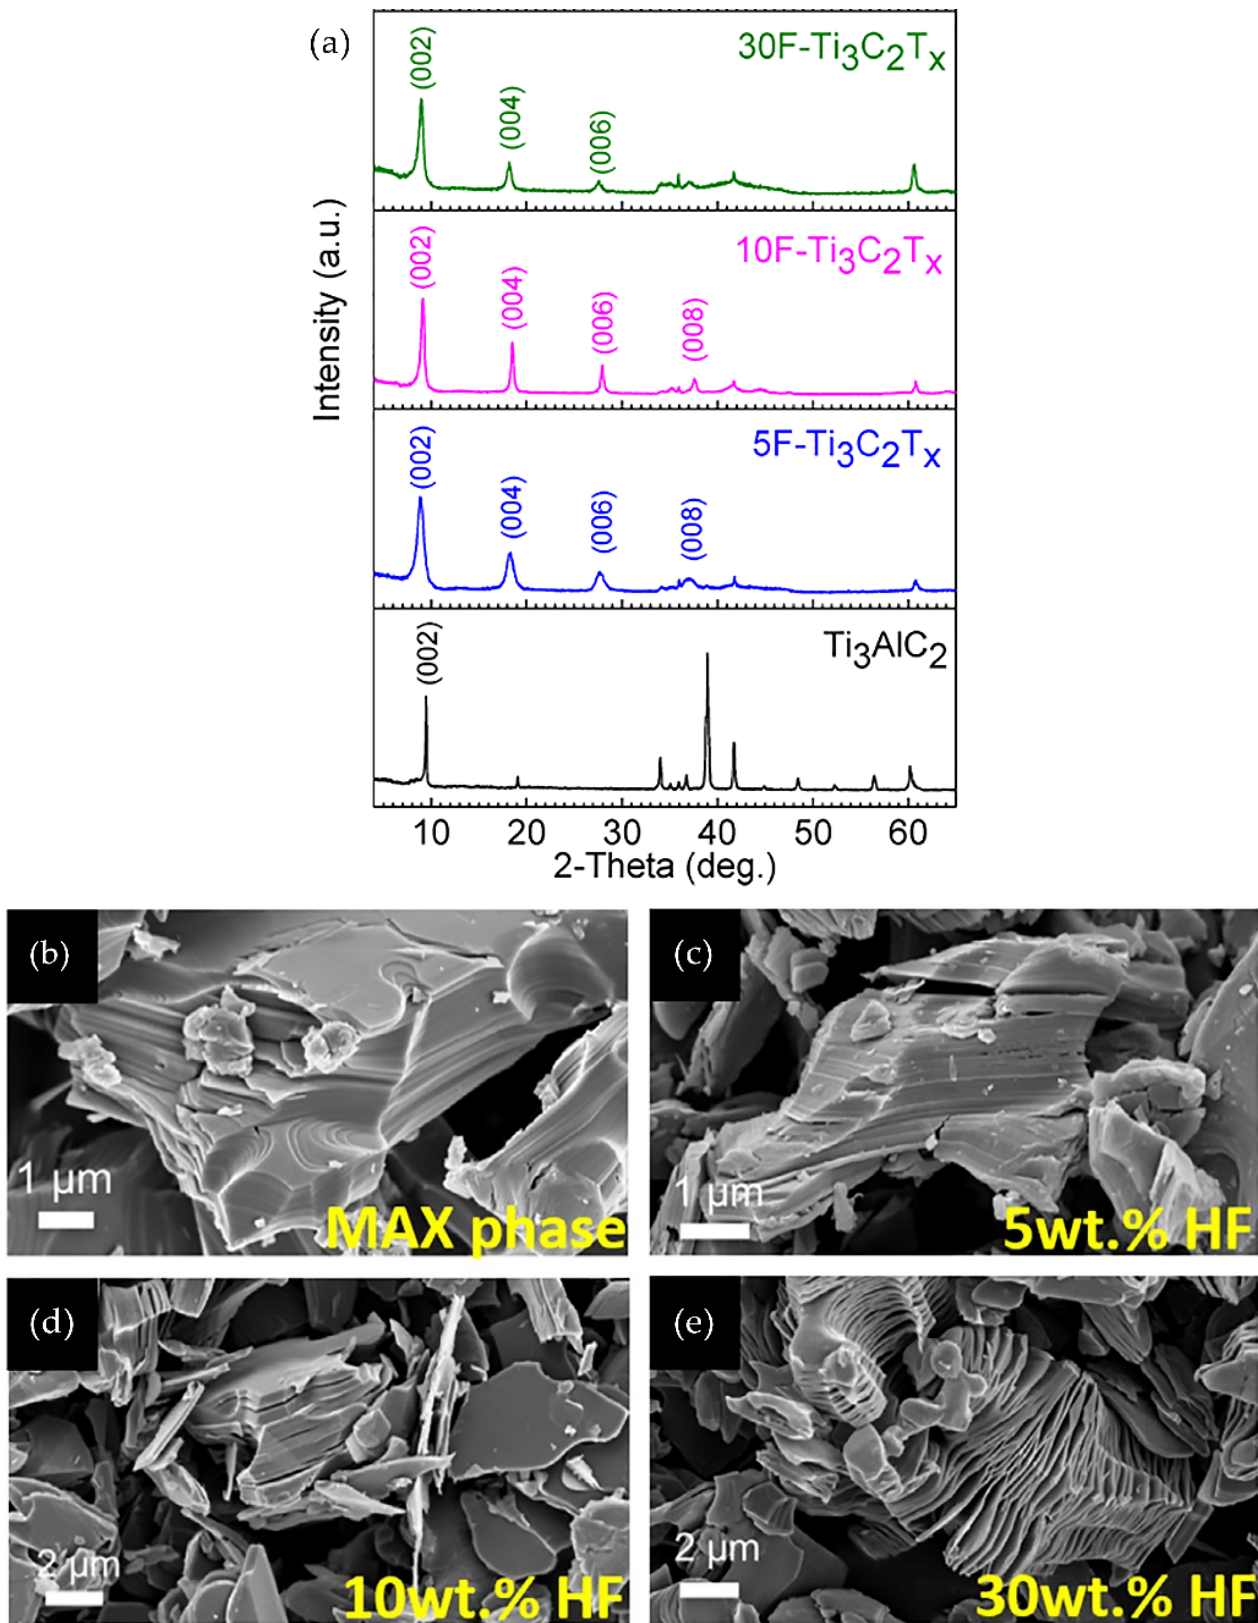 (a)
30F-Ti₃C₂Tₓ
(002)
(004)
(006)
10F-Ti₃C₂Tₓ
(002)
(004)
(006)
(008)
5F-Ti₃C₂Tₓ
(002)
(004)
(006)
(008)
Ti₃AlC₂
(002)
Intensity (a.u.)
10 20 30 40 50 60
2-Theta (deg.)
(b)
1 µm
MAX phase
(c)
1 µm
5wt.% HF
(d)
2 µm
10wt.% HF
(e)
2 µm
30wt.% HF